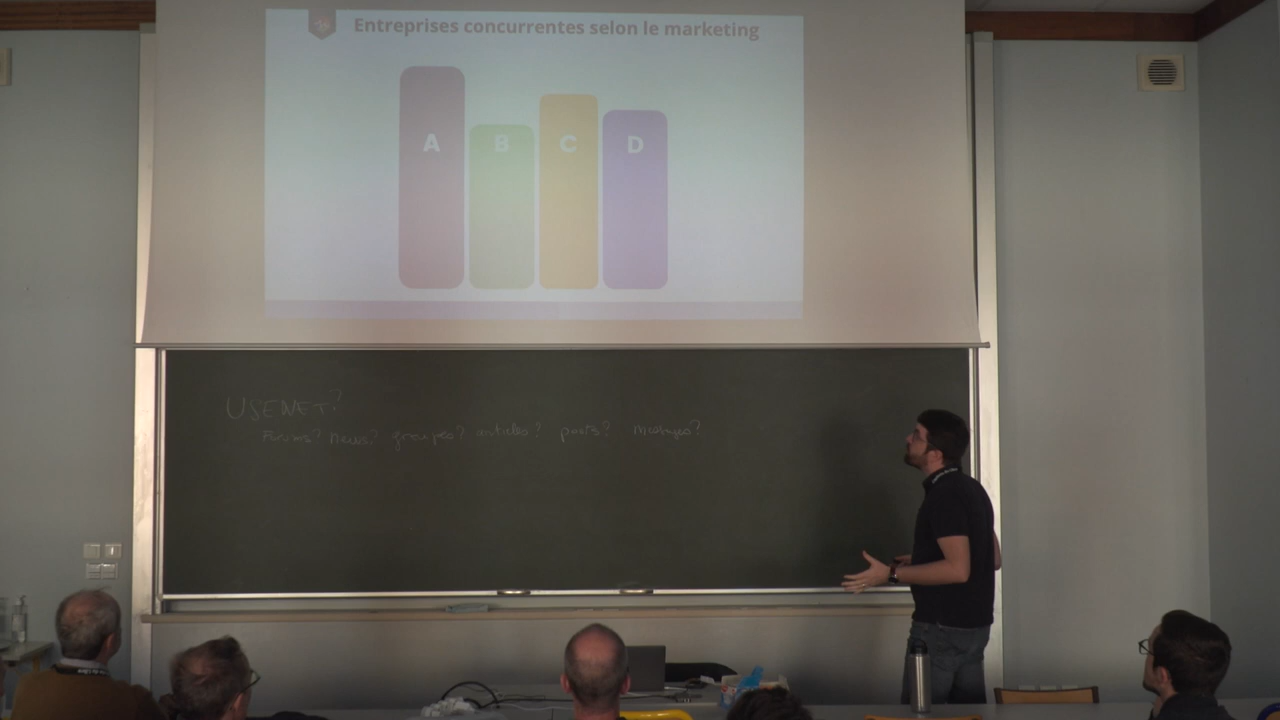 Entreprises concurrentes selon le marketing
A B C D
USENET?
Forums? News? groupes? articles? posts? Messages?